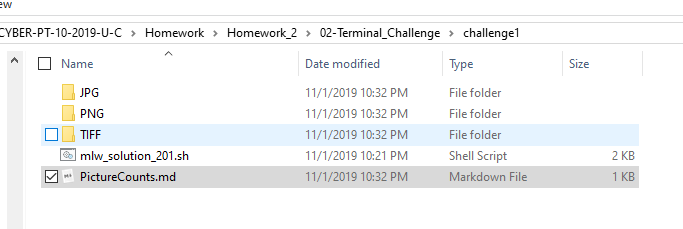 ew
CYBER-PT-10-2019-U-C > Homework > Homework_2 > 02-Terminal_Challenge > challenge1
Name Date modified Type Size
JPG 11/1/2019 10:32 PM File folder
PNG 11/1/2019 10:32 PM File folder
TIFF 11/1/2019 10:32 PM File folder
mlw_solution_201.sh 11/1/2019 10:21 PM Shell Script 2 KB
PictureCounts.md 11/1/2019 10:32 PM Markdown File 1 KB